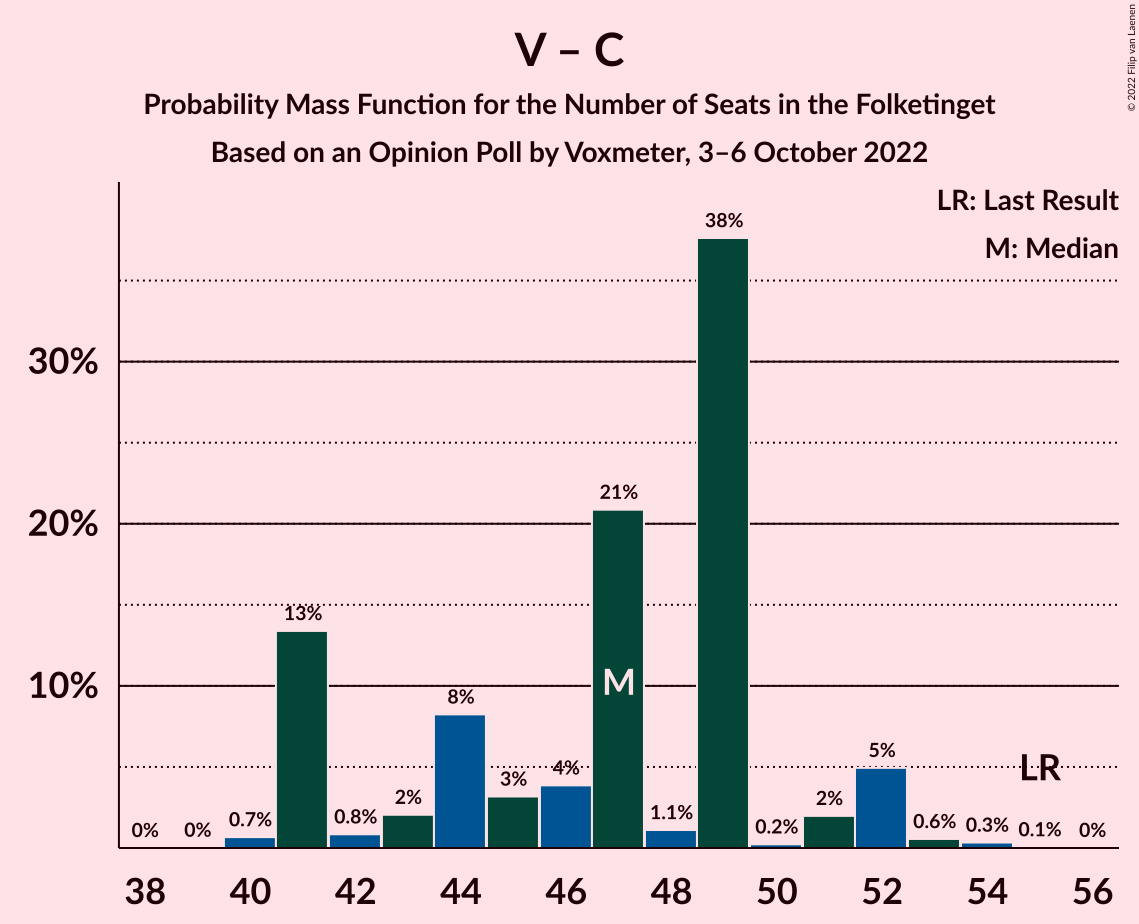 V – C
Probability Mass Function for the Number of Seats in the Folketinget
Based on an Opinion Poll by Voxmeter, 3–6 October 2022
© 2022 Filip van Laenen
LR: Last Result
M: Median
38%
30%
21%
20%
13%
M
10%
8%
5%
LR
4%
3%
2%
2%
1.1%
0.8%
0.7%
0.6%
0.3%
0.2%
0.1%
0%
0%
0%
38 40 42 44 46 48 50 52 54 56